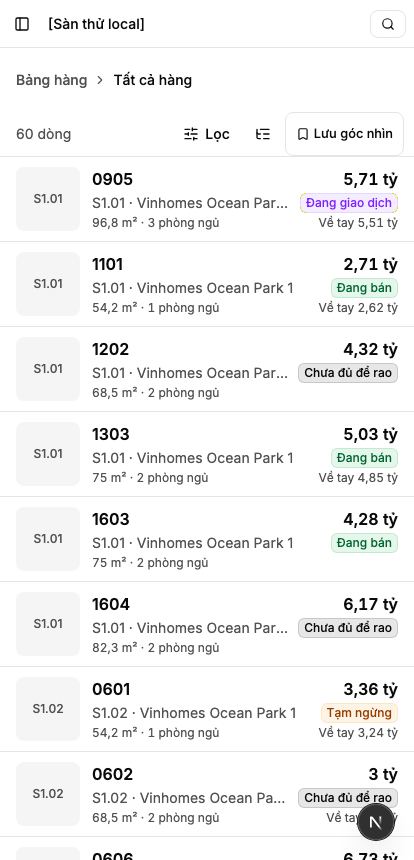 [Sàn thử local]
Bảng hàng > Tất cả hàng
60 dòng Lọc Lưu góc nhìn
S1.01 0905 5,71 tỷ
S1.01 · Vinhomes Ocean Par... Đang giao dịch
96,8 m² · 3 phòng ngủ Về tay 5,51 tỷ
S1.01 1101 2,71 tỷ
S1.01 · Vinhomes Ocean Park 1 Đang bán
54,2 m² · 1 phòng ngủ Về tay 2,62 tỷ
S1.01 1202 4,32 tỷ
S1.01 · Vinhomes Ocean Par... Chưa đủ để rao
68,5 m² · 2 phòng ngủ
S1.01 1303 5,03 tỷ
S1.01 · Vinhomes Ocean Park 1 Đang bán
75 m² · 2 phòng ngủ Về tay 4,85 tỷ
S1.01 1603 4,28 tỷ
S1.01 · Vinhomes Ocean Park 1 Đang bán
75 m² · 2 phòng ngủ
S1.01 1604 6,17 tỷ
S1.01 · Vinhomes Ocean Par... Chưa đủ để rao
82,3 m² · 2 phòng ngủ
S1.02 0601 3,36 tỷ
S1.02 · Vinhomes Ocean Park 1 Tạm ngừng
54,2 m² · 1 phòng ngủ Về tay 3,24 tỷ
S1.02 0602 3 tỷ
S1.02 · Vinhomes Ocean Pa... Chưa đủ để rao
68,5 m² · 2 phòng ngủ Về
N
0606 6,73 tỷ